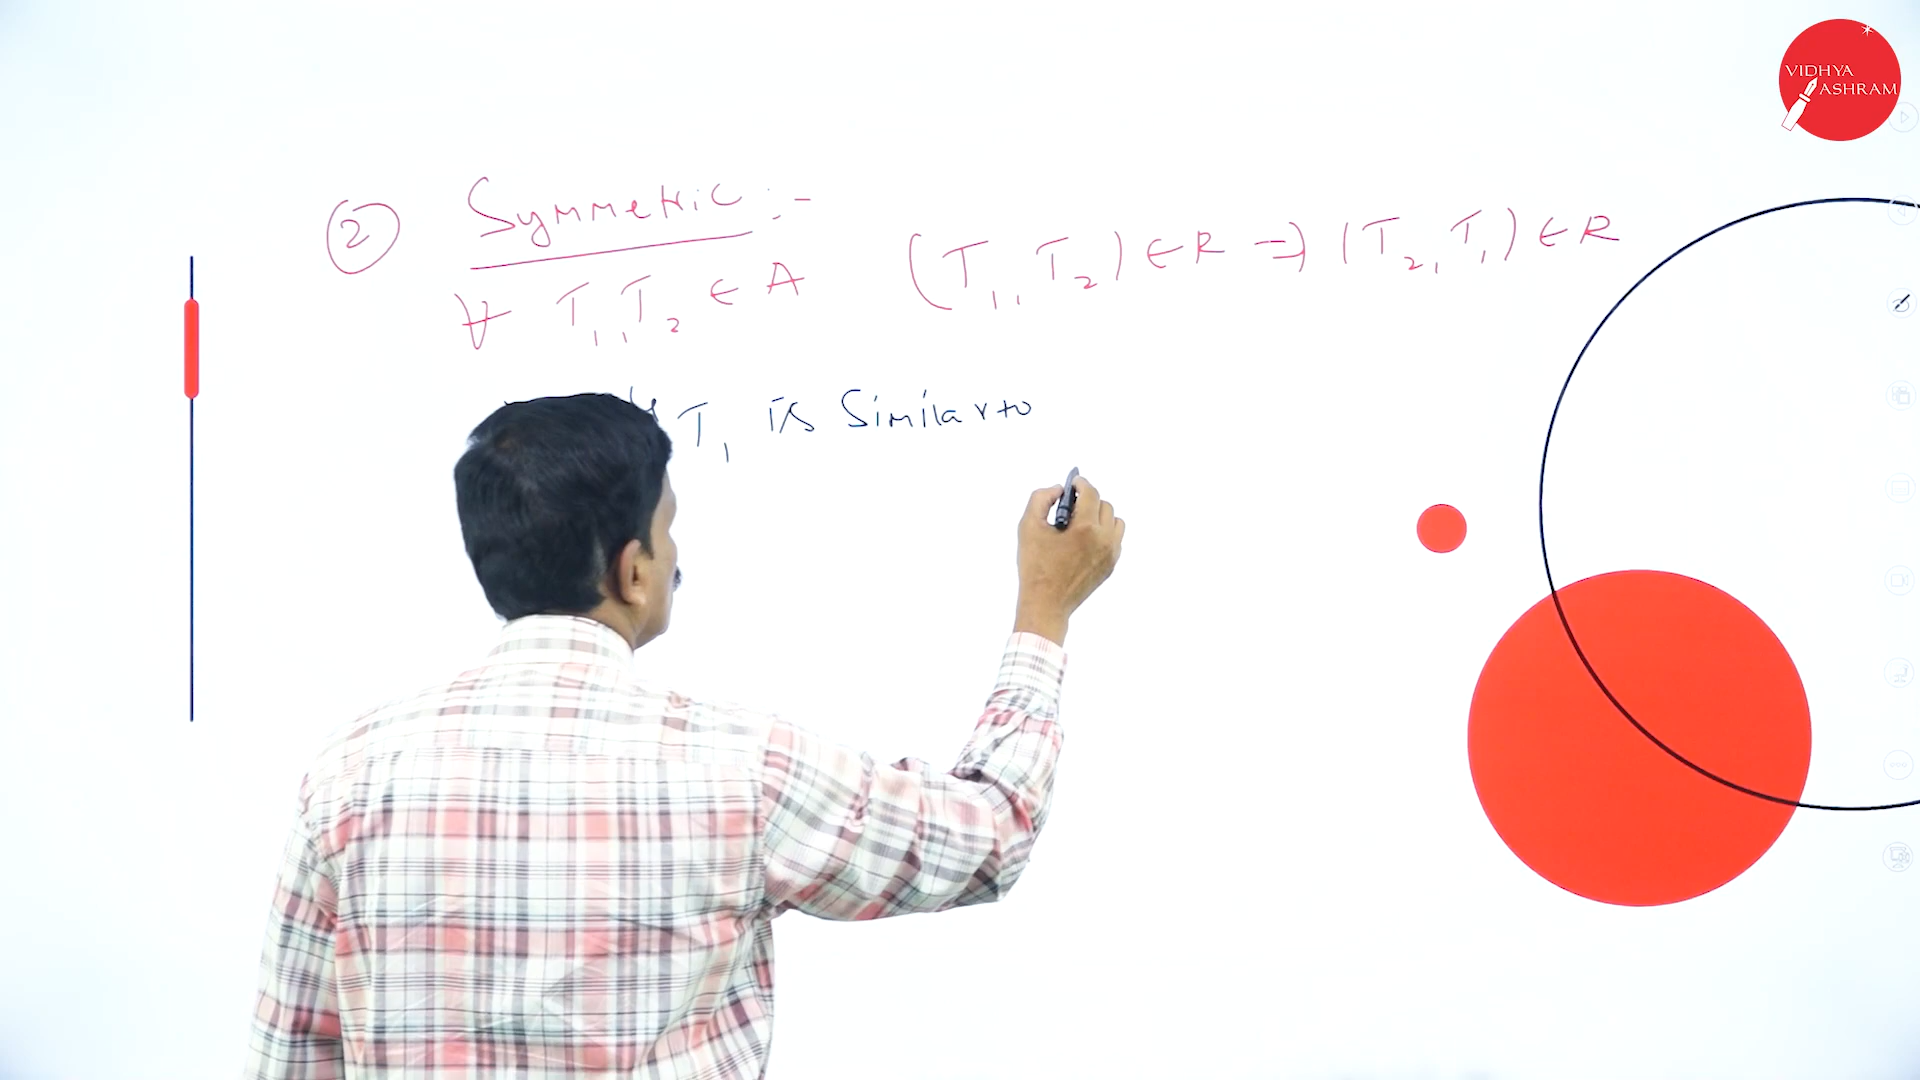 VIDHYA
ASHRAM
② Symmetric :-
∀ T₁, T₂ ∈ A (T₁, T₂) ∈ R ⇒ (T₂, T₁) ∈ R
T₁ is Similar to